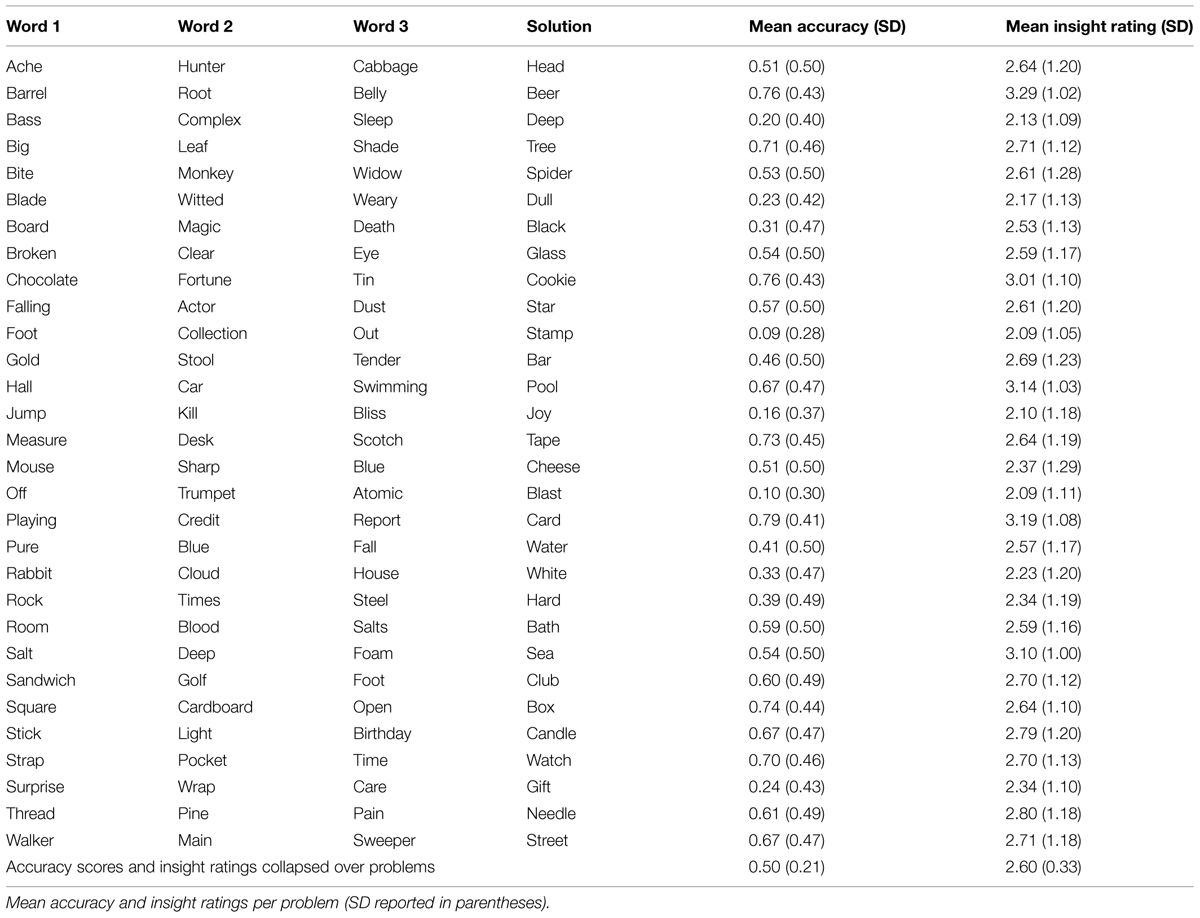 Word 1 Word 2 Word 3 Solution Mean accuracy (SD) Mean insight rating (SD)
Ache Hunter Cabbage Head 0.51 (0.50) 2.64 (1.20)
Barrel Root Belly Beer 0.76 (0.43) 3.29 (1.02)
Bass Complex Sleep Deep 0.20 (0.40) 2.13 (1.09)
Big Leaf Shade Tree 0.71 (0.46) 2.71 (1.12)
Bite Monkey Widow Spider 0.53 (0.50) 2.61 (1.28)
Blade Witted Weary Dull 0.23 (0.42) 2.17 (1.13)
Board Magic Death Black 0.31 (0.47) 2.53 (1.13)
Broken Clear Eye Glass 0.54 (0.50) 2.59 (1.17)
Chocolate Fortune Tin Cookie 0.76 (0.43) 3.01 (1.10)
Falling Actor Dust Star 0.57 (0.50) 2.61 (1.20)
Foot Collection Out Stamp 0.09 (0.28) 2.09 (1.05)
Gold Stool Tender Bar 0.46 (0.50) 2.69 (1.23)
Hall Car Swimming Pool 0.67 (0.47) 3.14 (1.03)
Jump Kill Bliss Joy 0.16 (0.37) 2.10 (1.18)
Measure Desk Scotch Tape 0.73 (0.45) 2.64 (1.19)
Mouse Sharp Blue Cheese 0.51 (0.50) 2.37 (1.29)
Off Trumpet Atomic Blast 0.10 (0.30) 2.09 (1.11)
Playing Credit Report Card 0.79 (0.41) 3.19 (1.08)
Pure Blue Fall Water 0.41 (0.50) 2.57 (1.17)
Rabbit Cloud House White 0.33 (0.47) 2.23 (1.20)
Rock Times Steel Hard 0.39 (0.49) 2.34 (1.19)
Room Blood Salts Bath 0.59 (0.50) 2.59 (1.16)
Salt Deep Foam Sea 0.54 (0.50) 3.10 (1.00)
Sandwich Golf Foot Club 0.60 (0.49) 2.70 (1.12)
Square Cardboard Open Box 0.74 (0.44) 2.64 (1.10)
Stick Light Birthday Candle 0.67 (0.47) 2.79 (1.20)
Strap Pocket Time Watch 0.70 (0.46) 2.70 (1.13)
Surprise Wrap Care Gift 0.24 (0.43) 2.34 (1.10)
Thread Pine Pain Needle 0.61 (0.49) 2.80 (1.18)
Walker Main Sweeper Street 0.67 (0.47) 2.71 (1.18)
Accuracy scores and insight ratings collapsed over problems 0.50 (0.21) 2.60 (0.33)
Mean accuracy and insight ratings per problem (SD reported in parentheses).